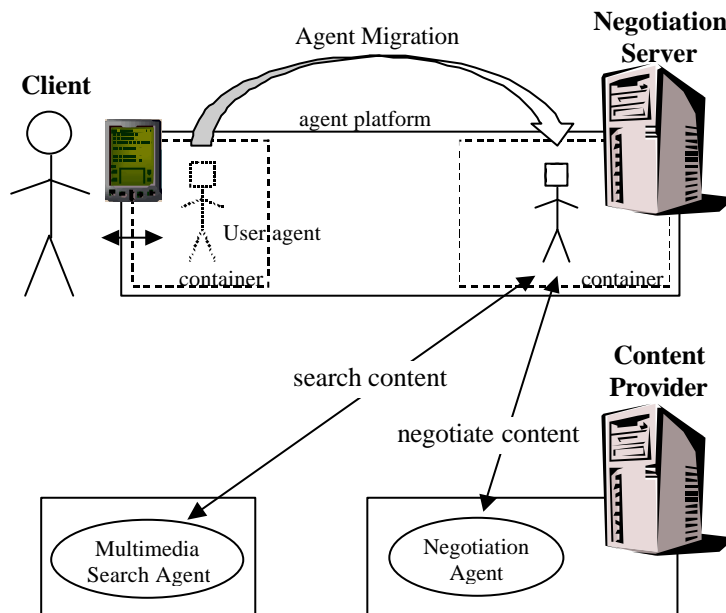 Agent Migration
Negotiation
Server
Client
agent platform
User agent
container
container
search content
Content
Provider
negotiate content
Multimedia
Search Agent
Negotiation
Agent